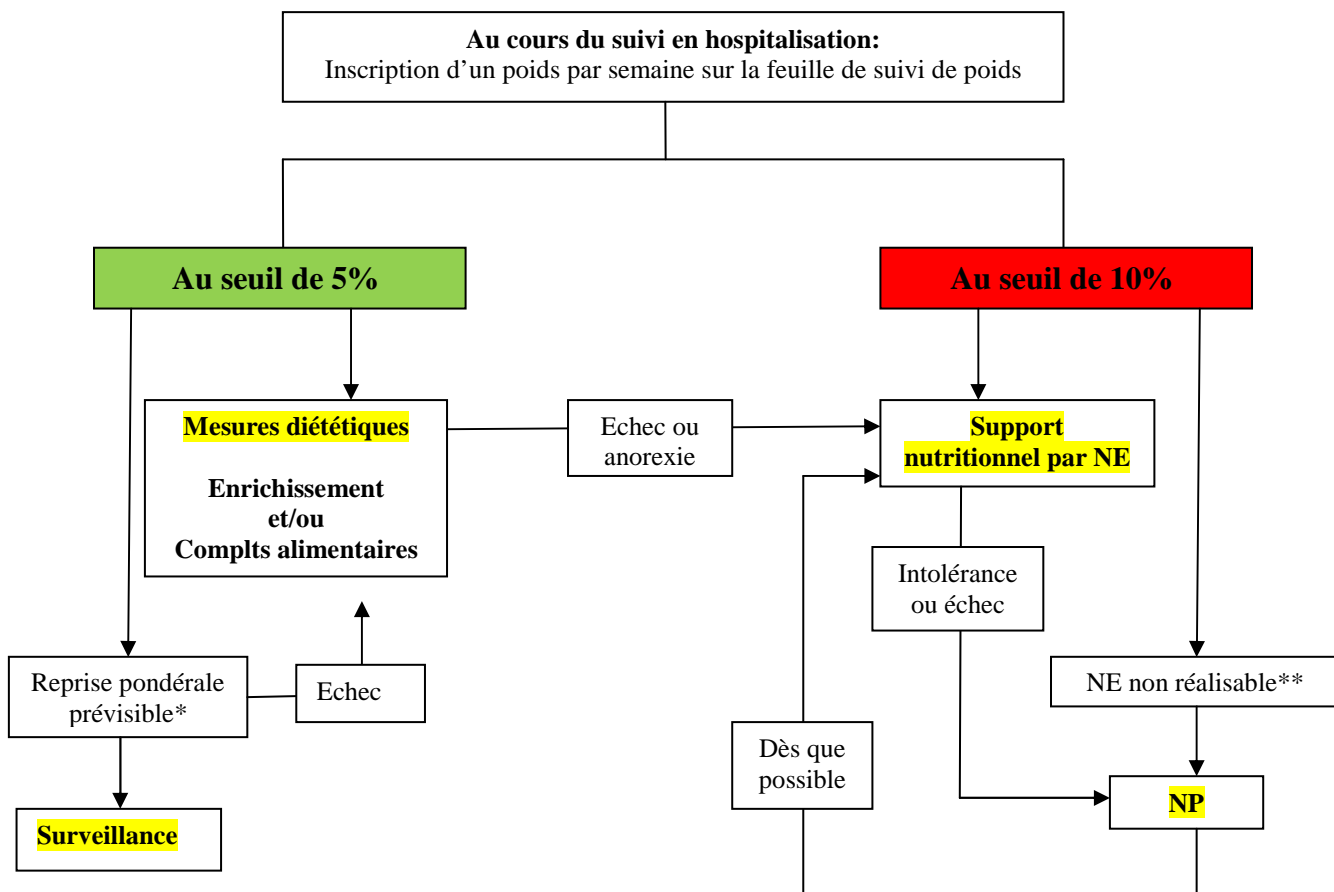 Au cours du suivi en hospitalisation:
Inscription d’un poids par semaine sur la feuille de suivi de poids
Au seuil de 5%
Au seuil de 10%
Mesures diététiques
Enrichissement
et/ou
Complts alimentaires
Echec ou
anorexie
Support
nutritionnel par NE
Intolérance
ou échec
Reprise pondérale
prévisible*
Echec
NE non réalisable**
Dès que
possible
NP
Surveillance